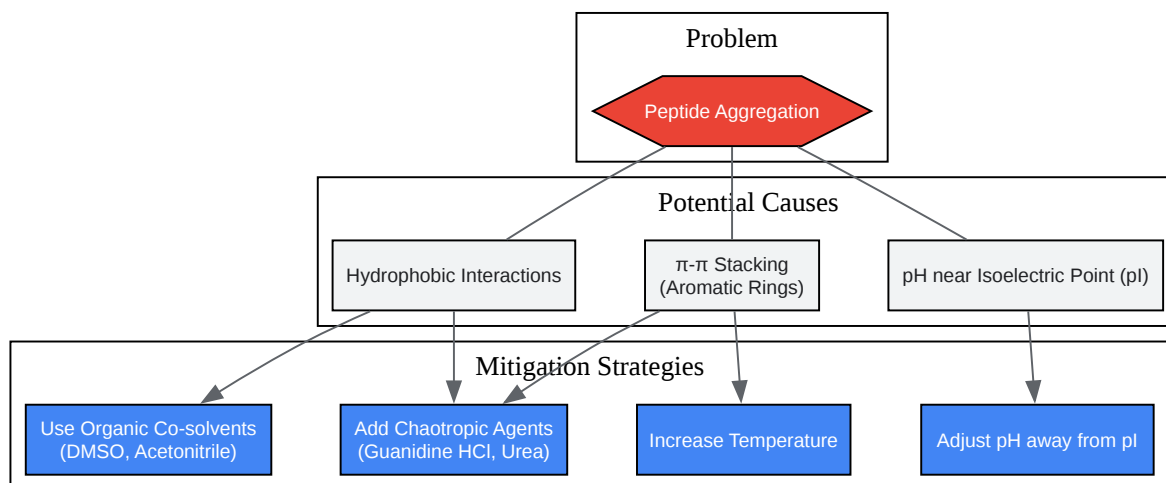 Problem
Peptide Aggregation
Potential Causes
Hydrophobic Interactions
π-π Stacking
(Aromatic Rings)
pH near Isoelectric Point (pI)
Mitigation Strategies
Use Organic Co-solvents
(DMSO, Acetonitrile)
Add Chaotropic Agents
(Guanidine HCl, Urea)
Increase Temperature
Adjust pH away from pI